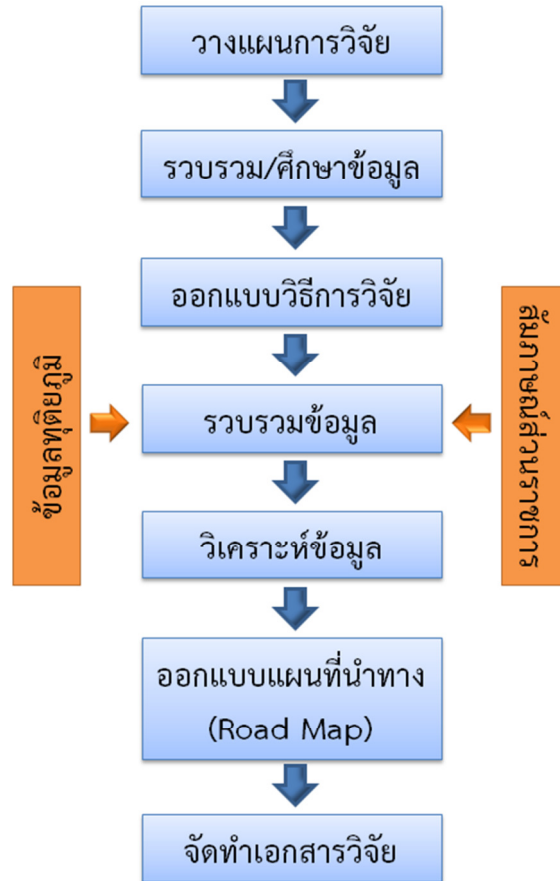 วางแผนการวิจัย
รวบรวม/ศึกษาข้อมูล
ออกแบบวิธีการวิจัย
ข้อมูลทุติยภูมิ
รวบรวมข้อมูล
สัมภาษณ์ส่วนราชการ
วิเคราะห์ข้อมูล
ออกแบบแผนที่นำทาง
(Road Map)
จัดทำเอกสารวิจัย